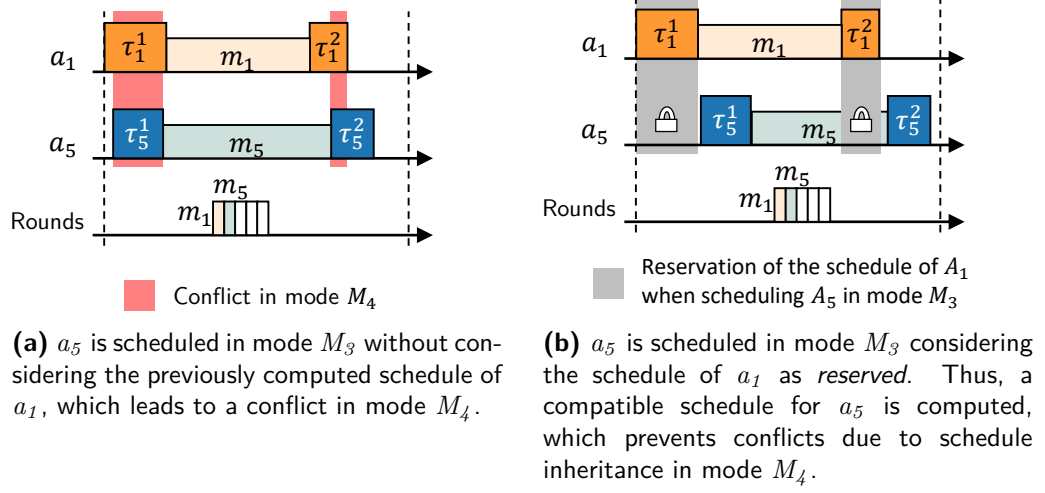 a₁ τ₁¹ m₁ τ₁²
a₅ τ₅¹ m₅ τ₅²
m₅
Rounds m₁
Conflict in mode M₄
(a) a₅ is scheduled in mode M₃ without con-
sidering the previously computed schedule of
a₁, which leads to a conflict in mode M₄.
a₁ τ₁¹ m₁ τ₁²
a₅ τ₅¹ m₅ τ₅²
m₅
Rounds m₁
Reservation of the schedule of A₁
when scheduling A₅ in mode M₃
(b) a₅ is scheduled in mode M₃ considering
the schedule of a₁ as reserved. Thus, a
compatible schedule for a₅ is computed,
which prevents conflicts due to schedule
inheritance in mode M₄.